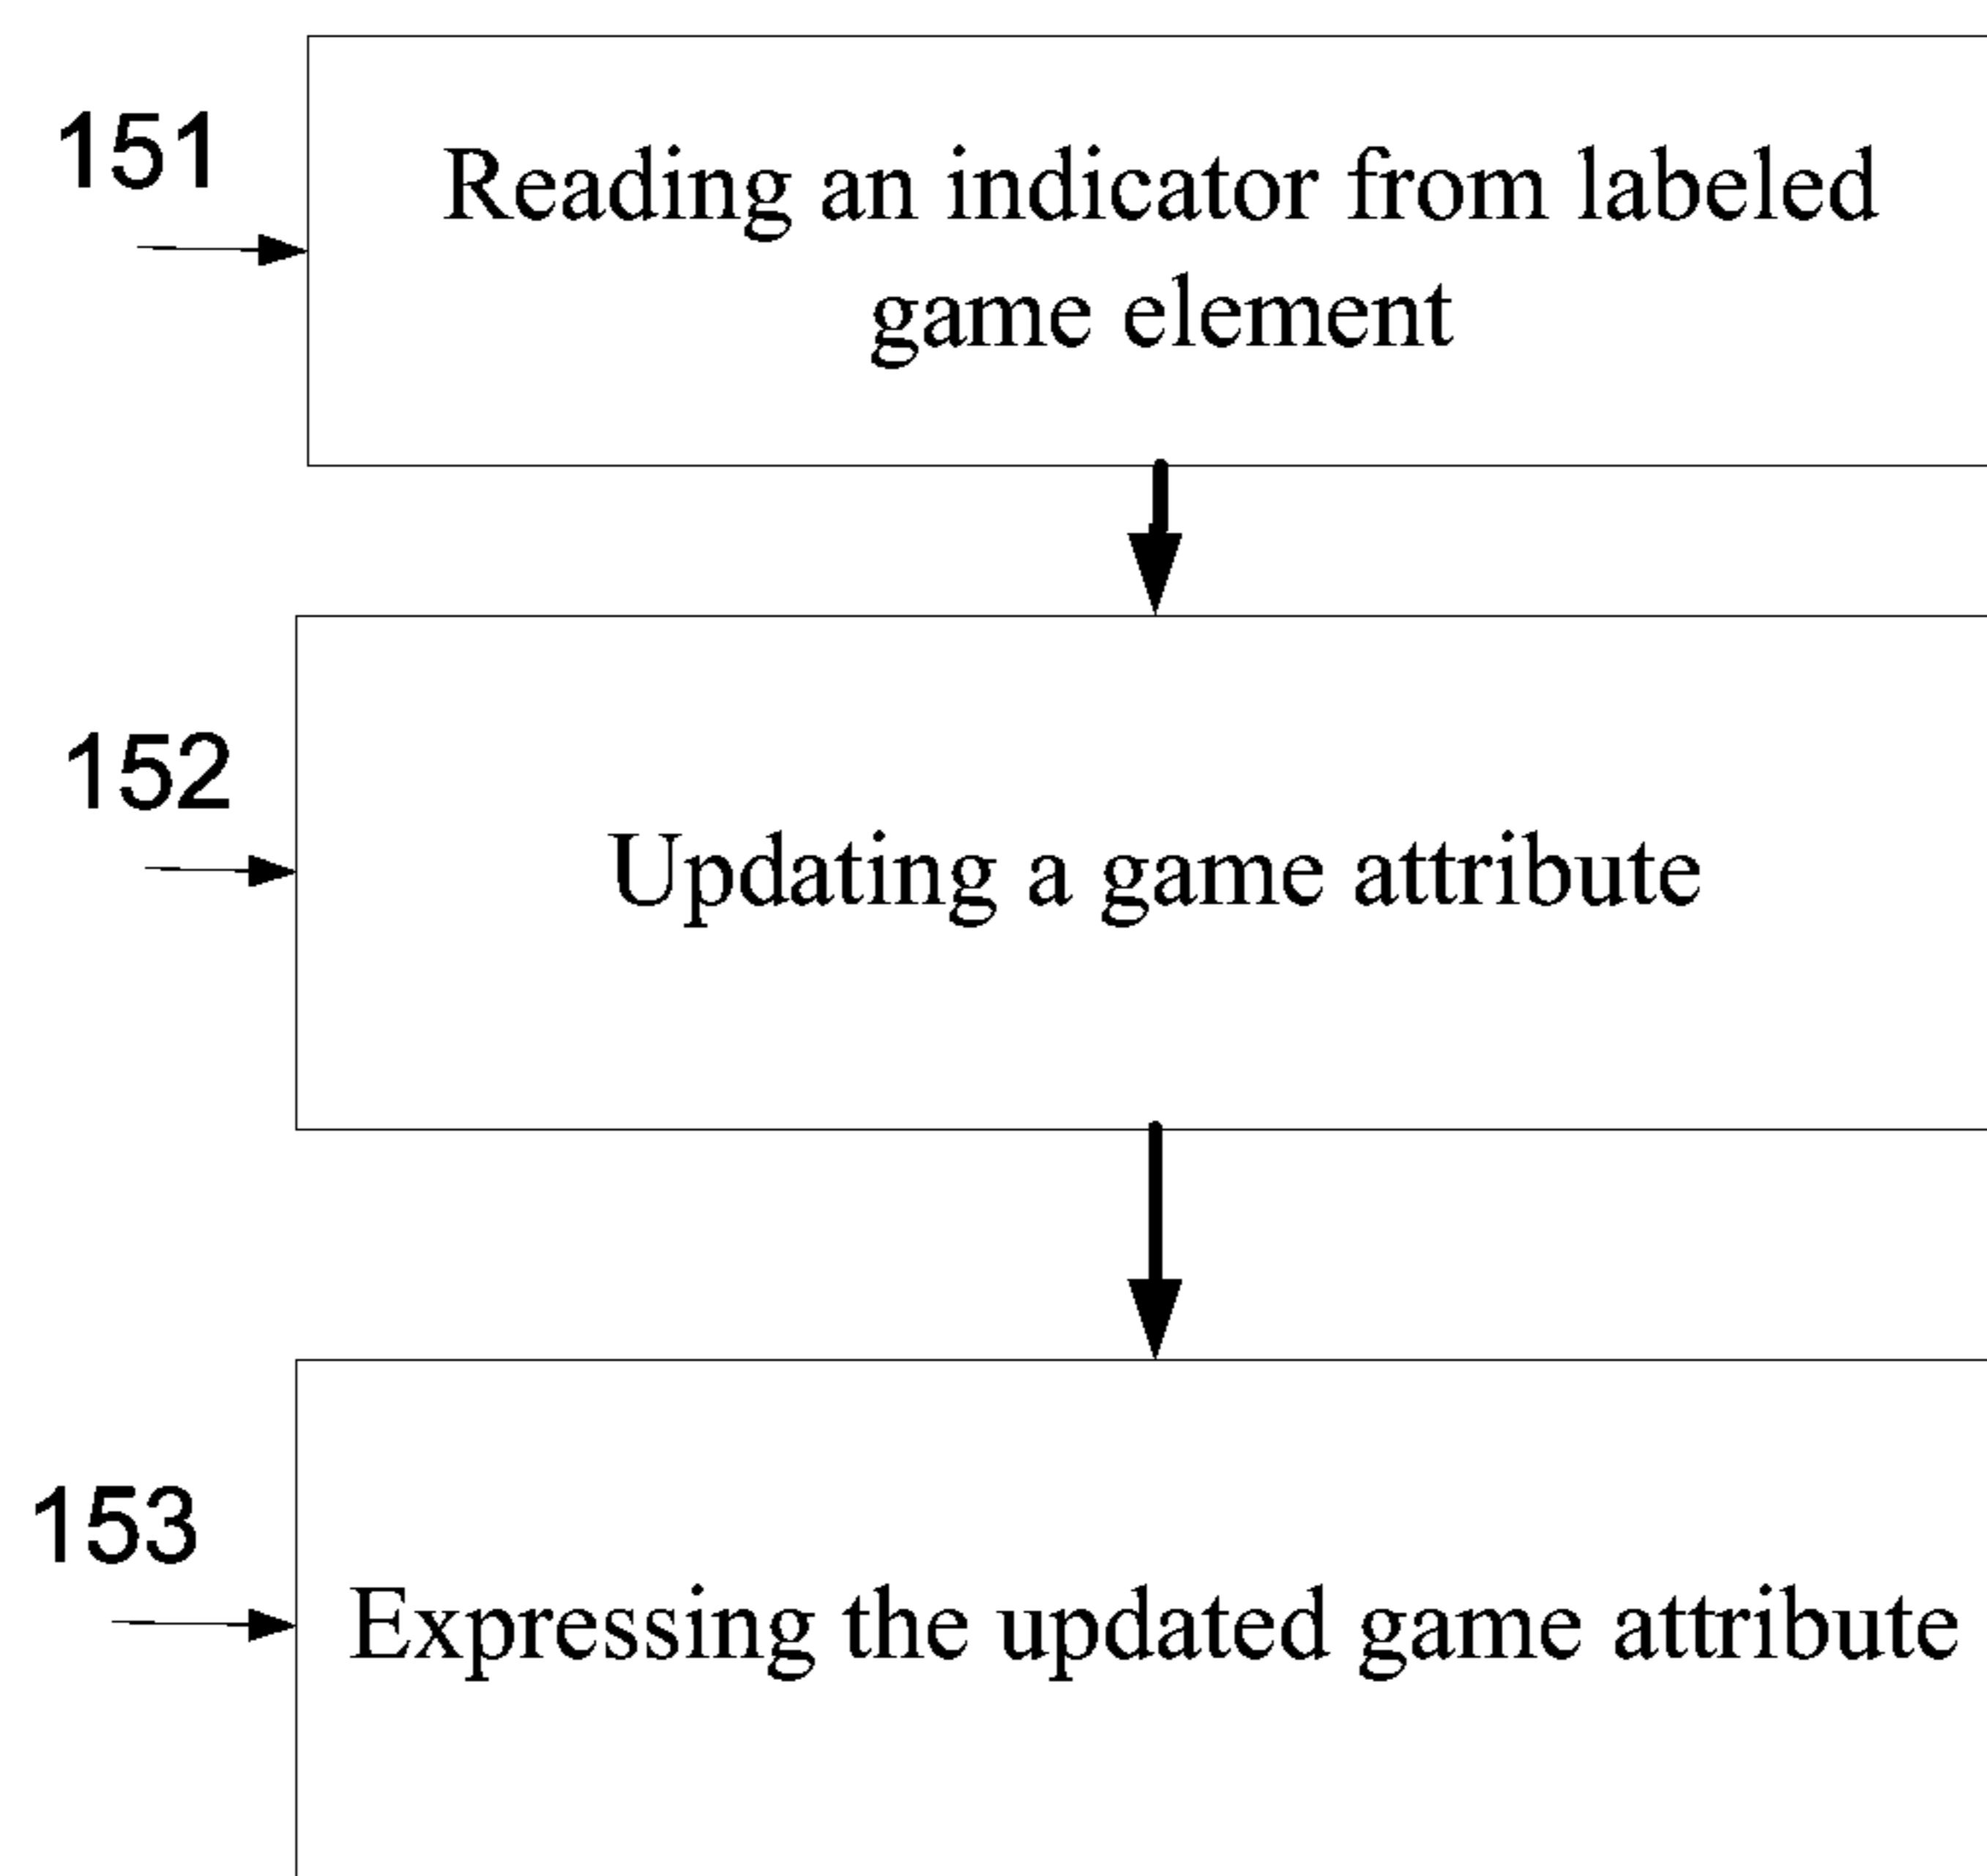 151
Reading an indicator from labeled
game element
152
Updating a game attribute
153
Expressing the updated game attribute